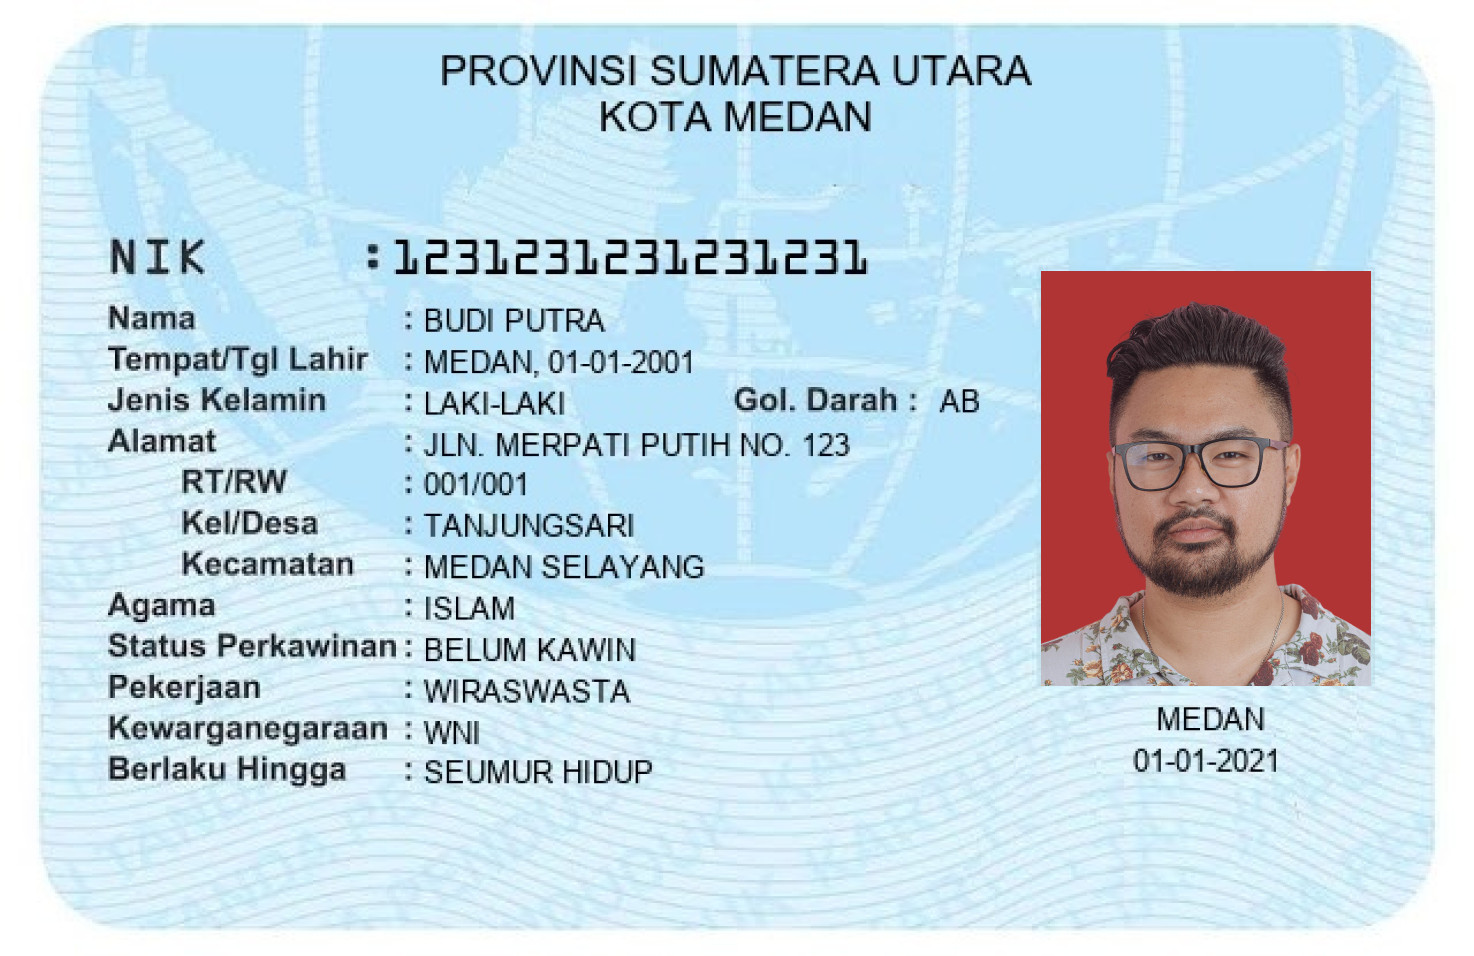 PROVINSI SUMATERA UTARA
KOTA MEDAN
NIK : 1231231231231231
Nama : BUDI PUTRA
Tempat/Tgl Lahir : MEDAN, 01-01-2001
Jenis Kelamin : LAKI-LAKI Gol. Darah : AB
Alamat : JLN. MERPATI PUTIH NO. 123
RT/RW : 001/001
Kel/Desa : TANJUNGSARI
Kecamatan : MEDAN SELAYANG
Agama : ISLAM
Status Perkawinan : BELUM KAWIN
Pekerjaan : WIRASWASTA
Kewarganegaraan : WNI
Berlaku Hingga : SEUMUR HIDUP
MEDAN
01-01-2021